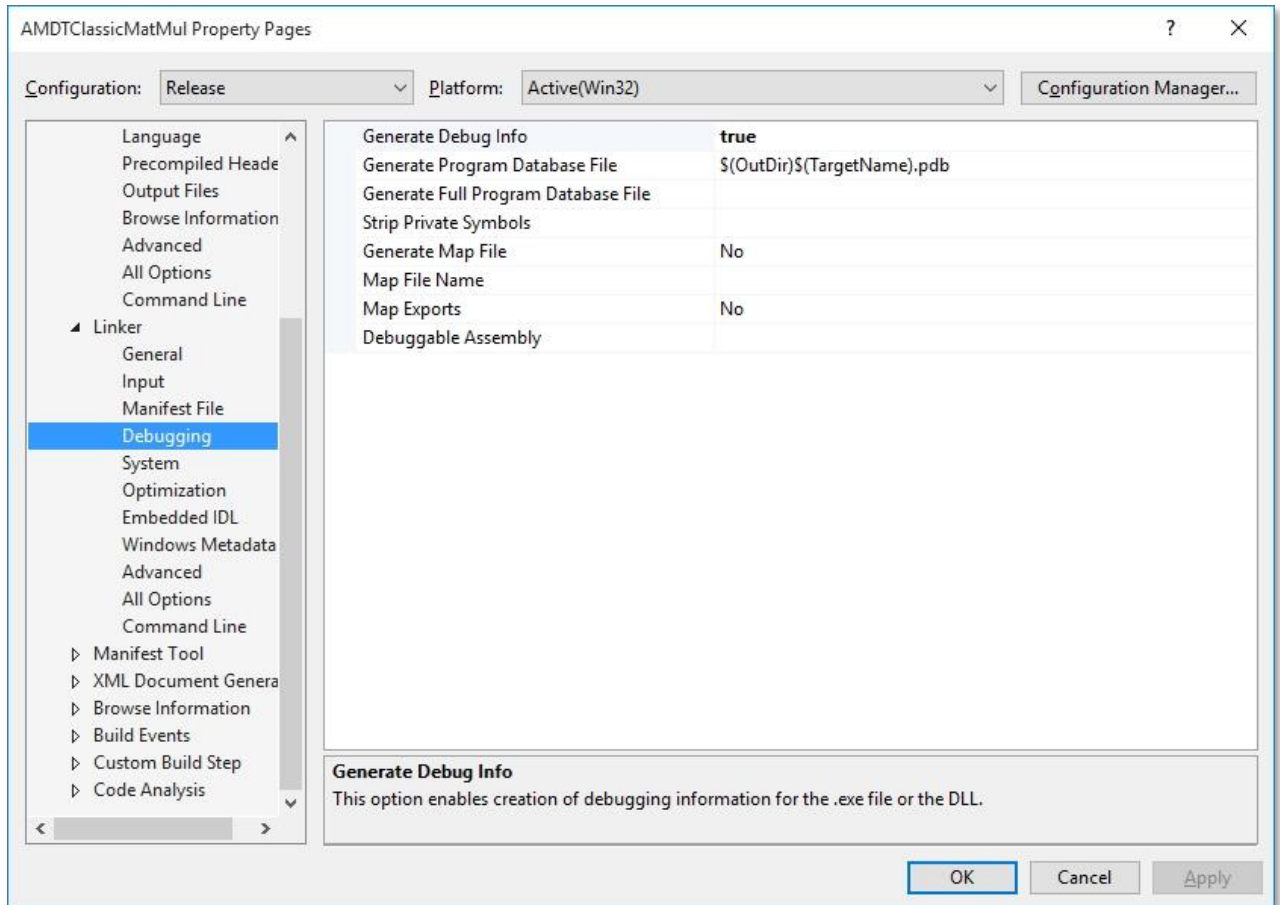 AMDTClassicMatMul Property Pages
?
Configuration: Release Platform: Active(Win32) Configuration Manager...
Language
Precompiled Heade
Output Files
Browse Information
Advanced
All Options
Command Line
Linker
General
Input
Manifest File
Debugging
System
Optimization
Embedded IDL
Windows Metadata
Advanced
All Options
Command Line
Manifest Tool
XML Document Genera
Browse Information
Build Events
Custom Build Step
Code Analysis
Generate Debug Info true
Generate Program Database File $(OutDir)$(TargetName).pdb
Generate Full Program Database File
Strip Private Symbols
Generate Map File No
Map File Name
Map Exports No
Debuggable Assembly
Generate Debug Info
This option enables creation of debugging information for the .exe file or the DLL.
OK Cancel Apply